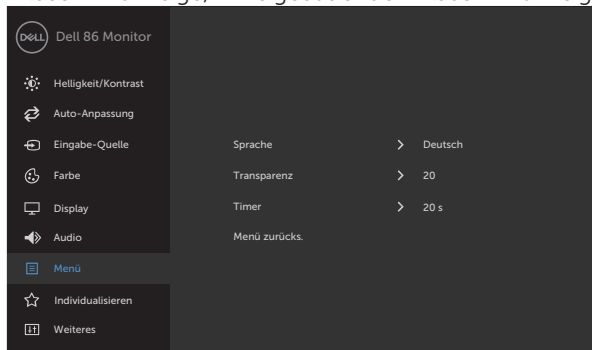 DELL Dell 86 Monitor
Helligkeit/Kontrast
Auto-Anpassung
Eingabe-Quelle
Sprache Deutsch
Farbe
Transparenz 20
Display
Timer 20 s
Audio
Menü zurücks.
Menü
Individualisieren
Weiteres